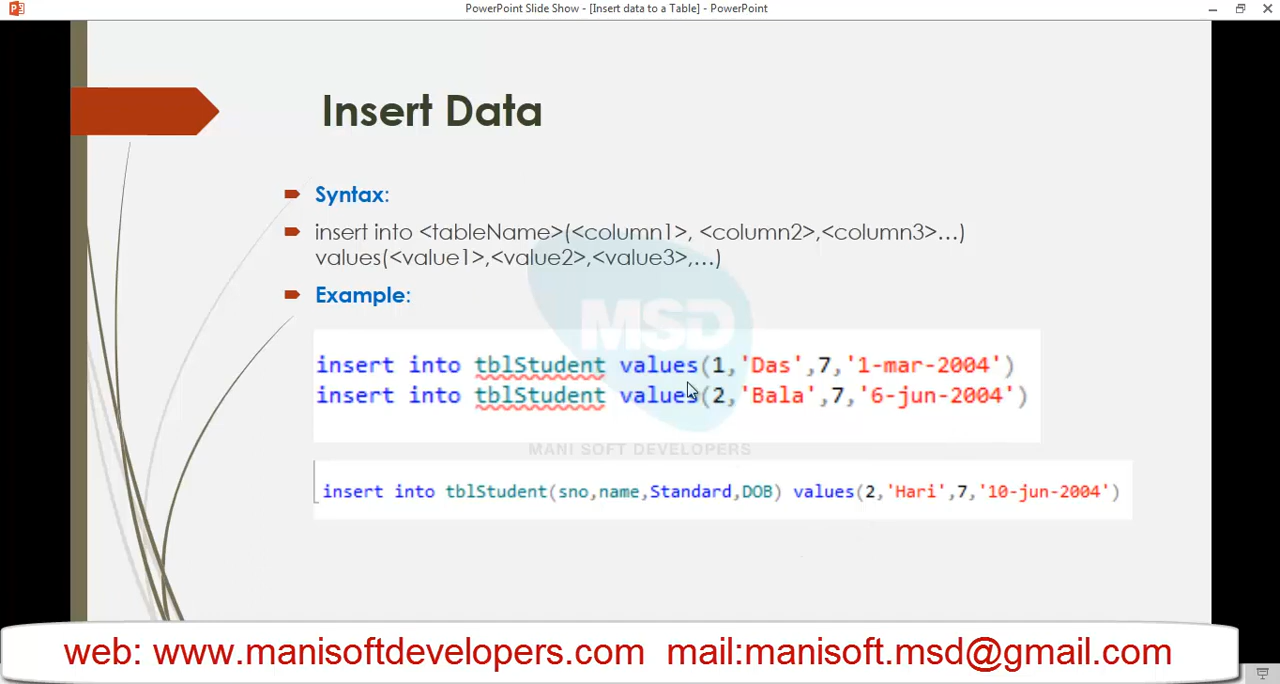 PowerPoint Slide Show - [Insert data to a Table] - PowerPoint
Insert Data
Syntax:
insert into <tableName>(<column1>, <column2>,<column3>...)
values(<value1>,<value2>,<value3>,...)
Example:
MSD
insert into tblStudent values(1,'Das',7,'1-mar-2004')
insert into tblStudent values(2,'Bala',7,'6-jun-2004')
MANI SOFT DEVELOPERS
insert into tblStudent(sno,name,Standard,DOB) values(2,'Hari',7,'10-jun-2004')
web: www.manisoftdevelopers.com mail:manisoft.msd@gmail.com